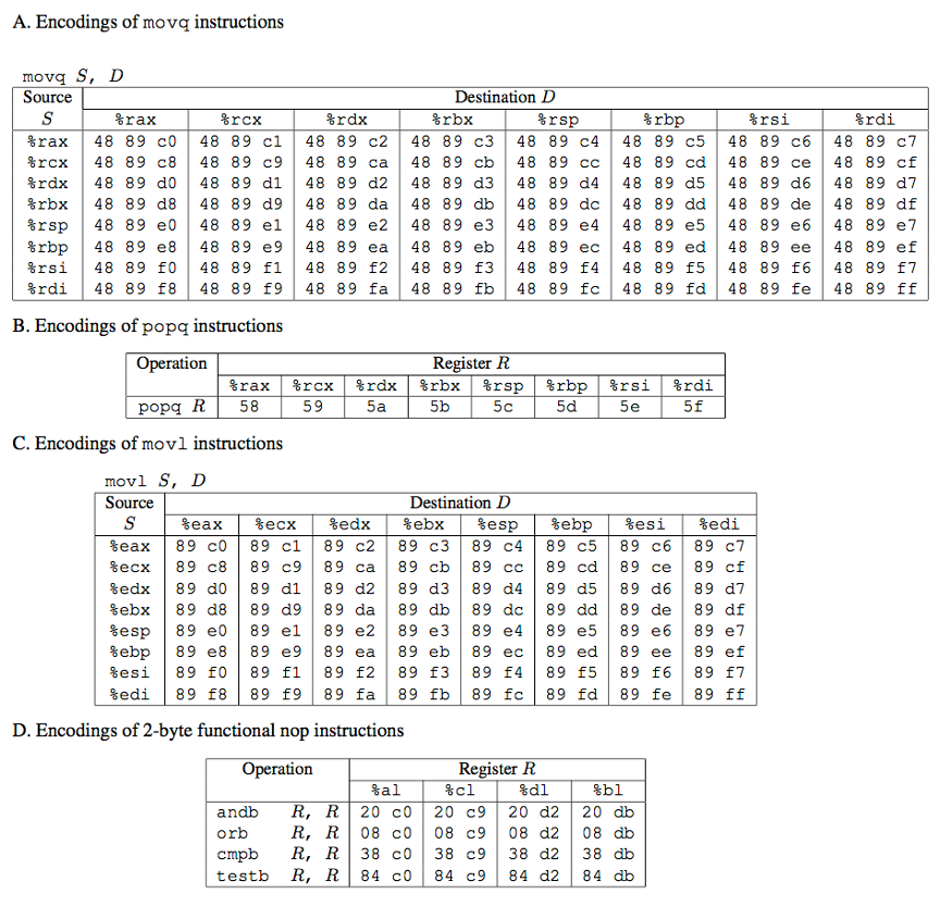 A. Encodings of movq instructions
movq S, D
Source Destination D
S %rax %rcx %rdx %rbx %rsp %rbp %rsi %rdi
%rax 48 89 c0 48 89 c1 48 89 c2 48 89 c3 48 89 c4 48 89 c5 48 89 c6 48 89 c7
%rcx 48 89 c8 48 89 c9 48 89 ca 48 89 cb 48 89 cc 48 89 cd 48 89 ce 48 89 cf
%rdx 48 89 d0 48 89 d1 48 89 d2 48 89 d3 48 89 d4 48 89 d5 48 89 d6 48 89 d7
%rbx 48 89 d8 48 89 d9 48 89 da 48 89 db 48 89 dc 48 89 dd 48 89 de 48 89 df
%rsp 48 89 e0 48 89 e1 48 89 e2 48 89 e3 48 89 e4 48 89 e5 48 89 e6 48 89 e7
%rbp 48 89 e8 48 89 e9 48 89 ea 48 89 eb 48 89 ec 48 89 ed 48 89 ee 48 89 ef
%rsi 48 89 f0 48 89 f1 48 89 f2 48 89 f3 48 89 f4 48 89 f5 48 89 f6 48 89 f7
%rdi 48 89 f8 48 89 f9 48 89 fa 48 89 fb 48 89 fc 48 89 fd 48 89 fe 48 89 ff
B. Encodings of popq instructions
Operation Register R
%rax %rcx %rdx %rbx %rsp %rbp %rsi %rdi
popq R 58 59 5a 5b 5c 5d 5e 5f
C. Encodings of movl instructions
movl S, D
Source Destination D
S %eax %ecx %edx %ebx %esp %ebp %esi %edi
%eax 89 c0 89 c1 89 c2 89 c3 89 c4 89 c5 89 c6 89 c7
%ecx 89 c8 89 c9 89 ca 89 cb 89 cc 89 cd 89 ce 89 cf
%edx 89 d0 89 d1 89 d2 89 d3 89 d4 89 d5 89 d6 89 d7
%ebx 89 d8 89 d9 89 da 89 db 89 dc 89 dd 89 de 89 df
%esp 89 e0 89 e1 89 e2 89 e3 89 e4 89 e5 89 e6 89 e7
%ebp 89 e8 89 e9 89 ea 89 eb 89 ec 89 ed 89 ee 89 ef
%esi 89 f0 89 f1 89 f2 89 f3 89 f4 89 f5 89 f6 89 f7
%edi 89 f8 89 f9 89 fa 89 fb 89 fc 89 fd 89 fe 89 ff
D. Encodings of 2-byte functional nop instructions
Operation Register R
%al %cl %dl %bl
andb R, R 20 c0 20 c9 20 d2 20 db
orb R, R 08 c0 08 c9 08 d2 08 db
cmpb R, R 38 c0 38 c9 38 d2 38 db
testb R, R 84 c0 84 c9 84 d2 84 db